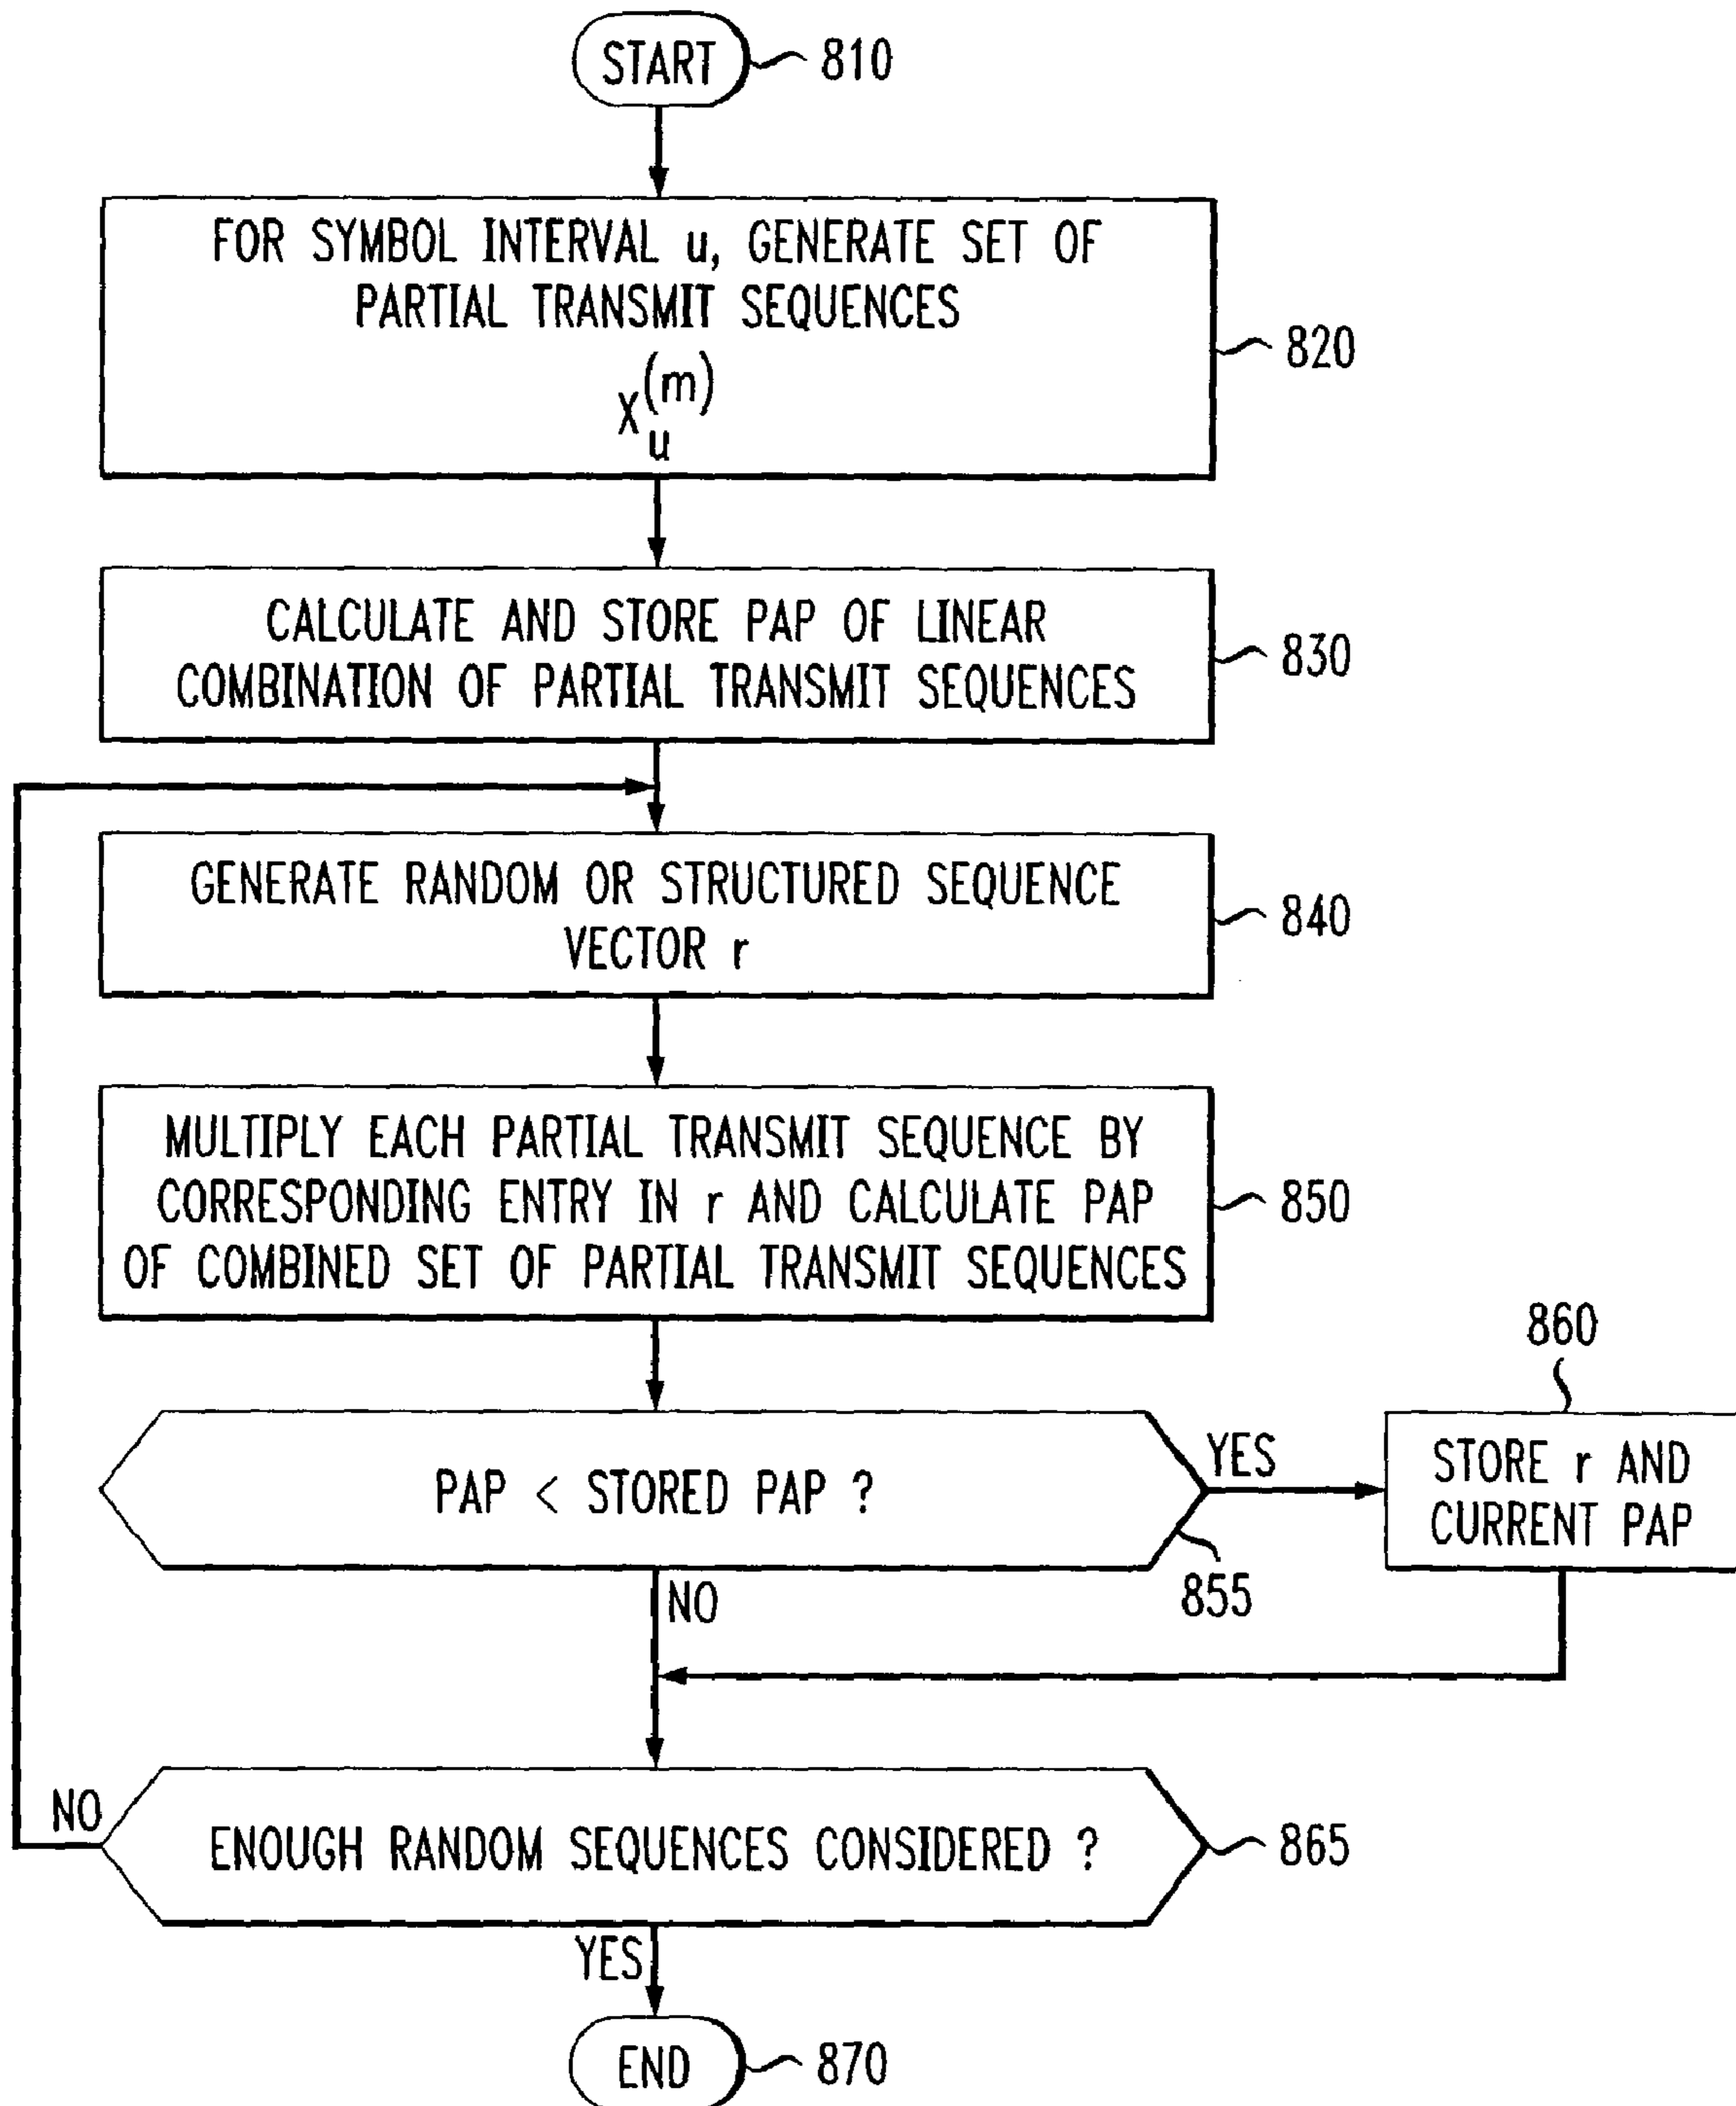 START
810
FOR SYMBOL INTERVAL u, GENERATE SET OF
PARTIAL TRANSMIT SEQUENCES
x_u^(m)
820
CALCULATE AND STORE PAP OF LINEAR
COMBINATION OF PARTIAL TRANSMIT SEQUENCES
830
GENERATE RANDOM OR STRUCTURED SEQUENCE
VECTOR r
840
MULTIPLY EACH PARTIAL TRANSMIT SEQUENCE BY
CORRESPONDING ENTRY IN r AND CALCULATE PAP
OF COMBINED SET OF PARTIAL TRANSMIT SEQUENCES
850
PAP < STORED PAP ?
855
YES
860
STORE r AND
CURRENT PAP
NO
ENOUGH RANDOM SEQUENCES CONSIDERED ?
865
NO
YES
END
870